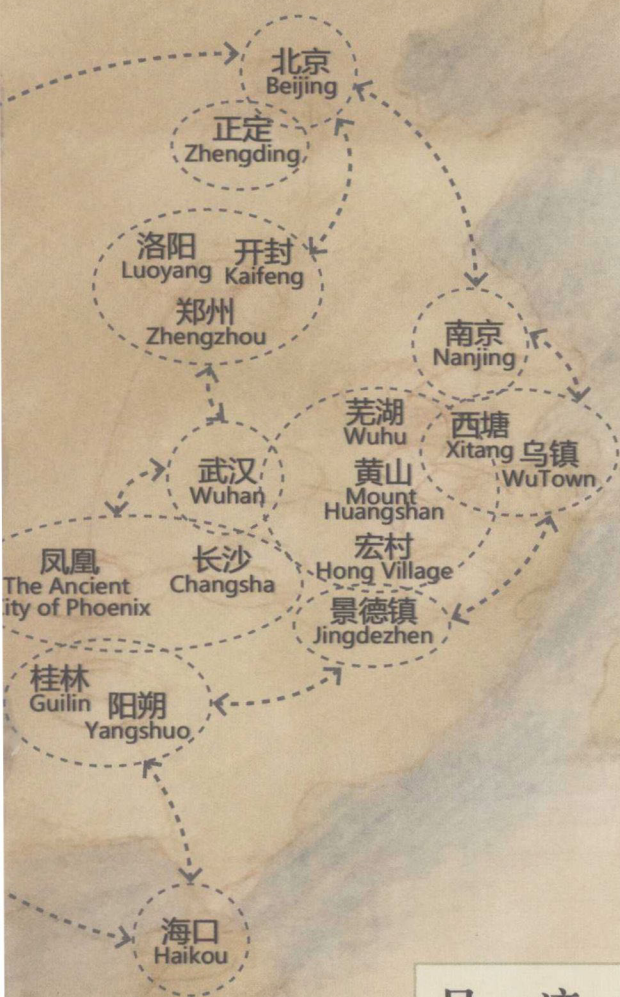 北京
Beijing
正定
Zhengding
洛阳
Luoyang
开封
Kaifeng
郑州
Zhengzhou
南京
Nanjing
芜湖
Wuhu
西塘
Xitang
乌镇
WuTown
武汉
Wuhan
黄山
Mount
Huangshan
宏村
Hong Village
凤凰
The Ancient
City of Phoenix
长沙
Changsha
景德镇
Jingdezhen
桂林
Guilin
阳朔
Yangshuo
海口
Haikou